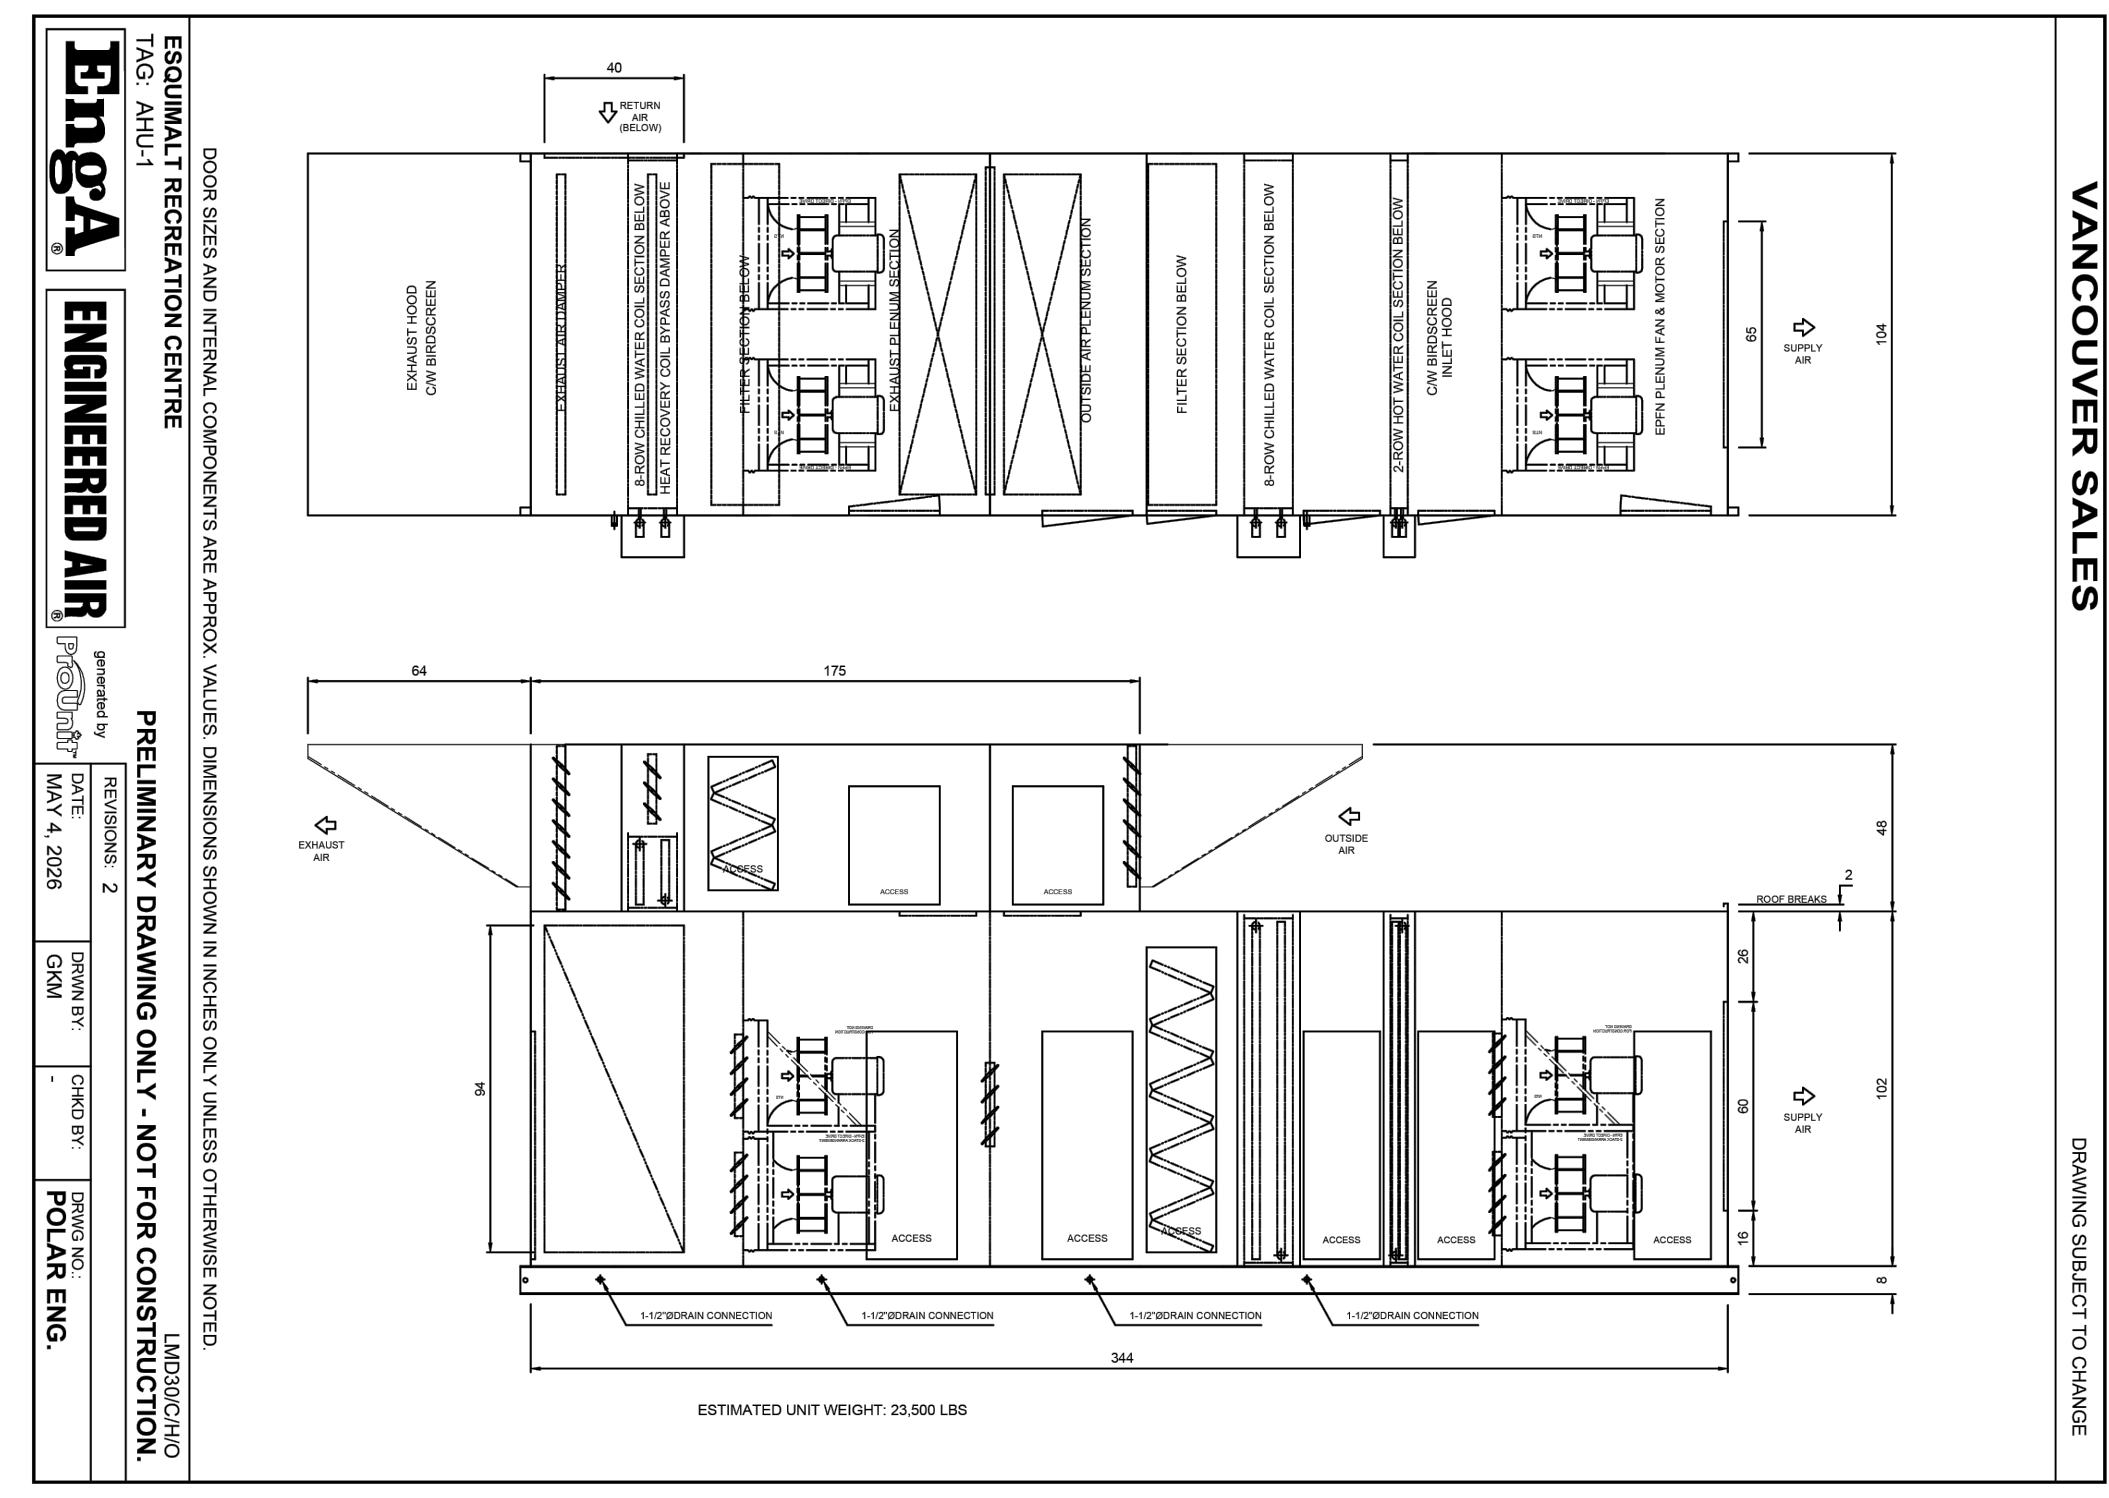 VANCOUVER SALES
DRAWING SUBJECT TO CHANGE
40
RETURN
AIR
(BELOW)
EXHAUST HOOD
C/W BIRDSCREEN
EXHAUST AIR DAMPER
8-ROW CHILLED WATER COIL SECTION BELOW
HEAT RECOVERY COIL BYPASS DAMPER ABOVE
FILTER SECTION BELOW
EXHAUST PLENUM SECTION
OUTSIDE AIR PLENUM SECTION
FILTER SECTION BELOW
8-ROW CHILLED WATER COIL SECTION BELOW
2-ROW HOT WATER COIL SECTION BELOW
C/W BIRDSCREEN
INLET HOOD
EPFN PLENUM FAN & MOTOR SECTION
65
SUPPLY
AIR
104
64
175
EXHAUST
AIR
ACCESS
ACCESS
ACCESS
OUTSIDE
AIR
48
2
ROOF BREAKS
26
60
16
102
8
SUPPLY
AIR
94
ACCESS
ACCESS
ACCESS
ACCESS
ACCESS
ACCESS
1-1/2"ØDRAIN CONNECTION
1-1/2"ØDRAIN CONNECTION
1-1/2"ØDRAIN CONNECTION
1-1/2"ØDRAIN CONNECTION
344
ESTIMATED UNIT WEIGHT: 23,500 LBS
DOOR SIZES AND INTERNAL COMPONENTS ARE APPROX. VALUES. DIMENSIONS SHOWN IN INCHES ONLY UNLESS OTHERWISE NOTED.
ESQUIMALT RECREATION CENTRE
TAG: AHU-1
LMD30/C/H/O
PRELIMINARY DRAWING ONLY - NOT FOR CONSTRUCTION.
EngA®
ENGINEERED AIR®
generated by
ProUnit™
REVISIONS: 2
DATE:
MAY 4, 2026
DRWN BY:
GKM
CHKD BY:
-
DRWG NO.:
POLAR ENG.